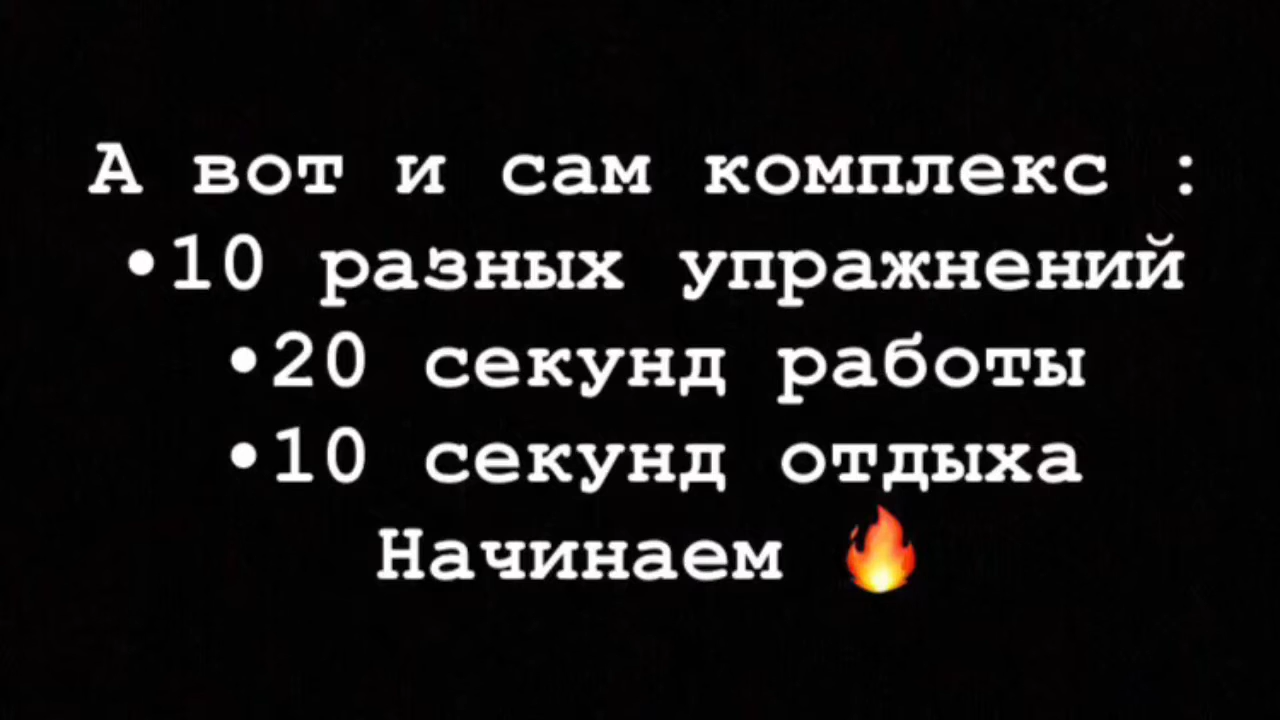 А вот и сам комплекс :
•10 разных упражнений
•20 секунд работы
•10 секунд отдыха
Начинаем 🔥